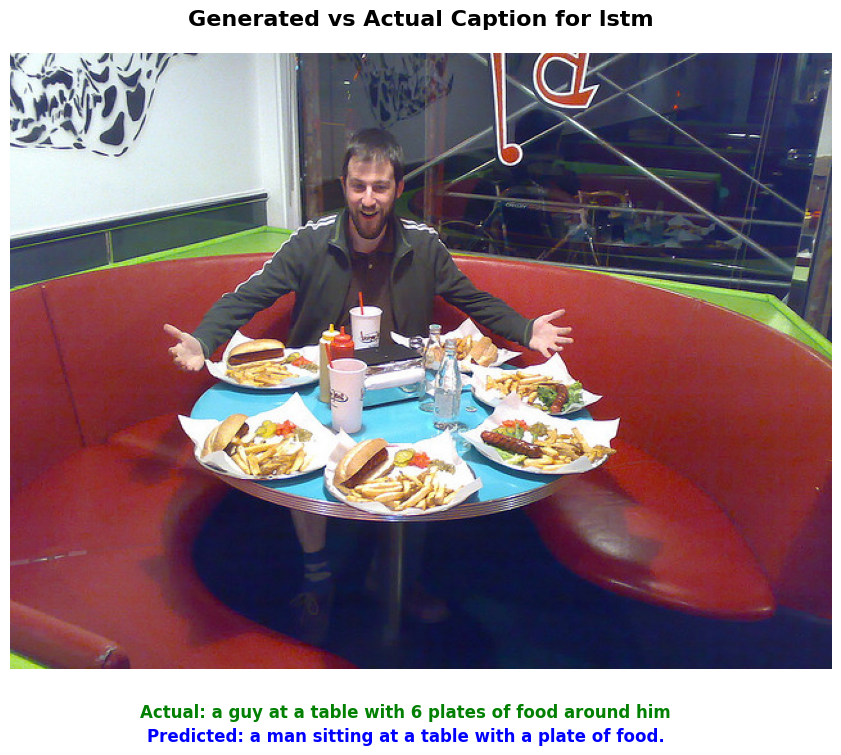 Generated vs Actual Caption for lstm
Actual: a guy at a table with 6 plates of food around him
Predicted: a man sitting at a table with a plate of food.